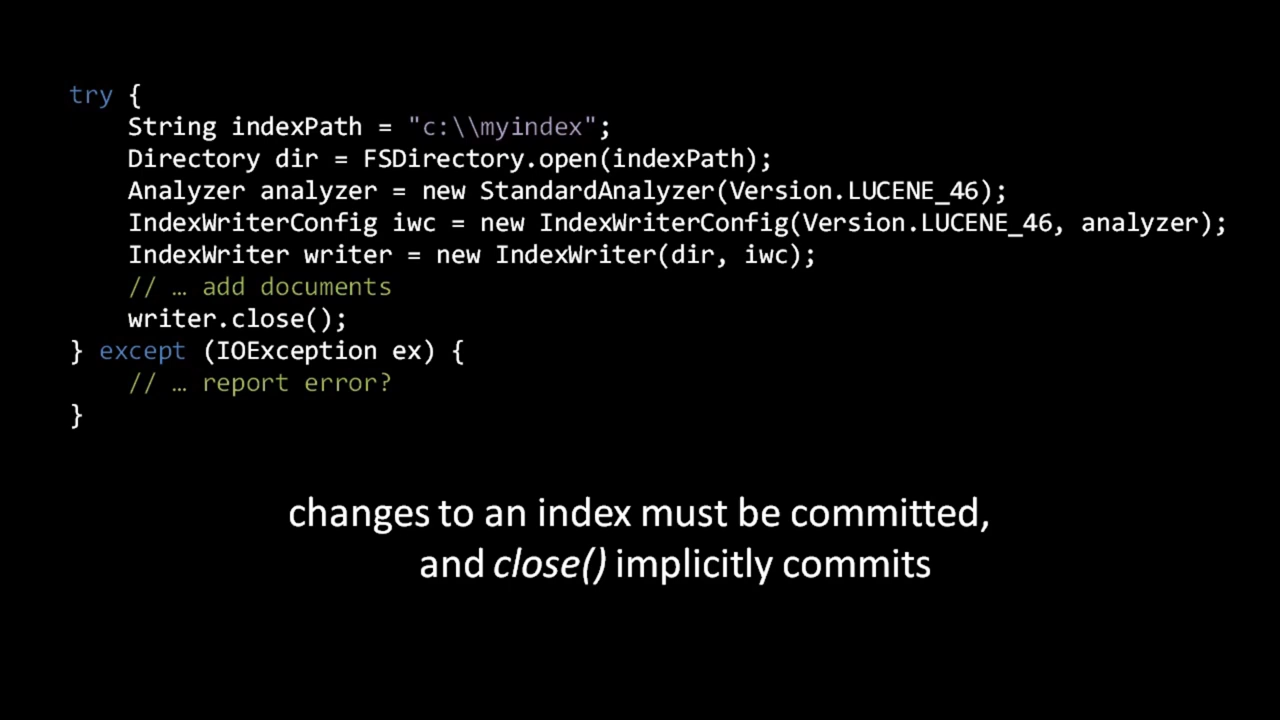 try {
    String indexPath = "c:\\myindex";
    Directory dir = FSDirectory.open(indexPath);
    Analyzer analyzer = new StandardAnalyzer(Version.LUCENE_46);
    IndexWriterConfig iwc = new IndexWriterConfig(Version.LUCENE_46, analyzer);
    IndexWriter writer = new IndexWriter(dir, iwc);
    // … add documents
    writer.close();
} except (IOException ex) {
    // … report error?
}
changes to an index must be committed,
and close() implicitly commits